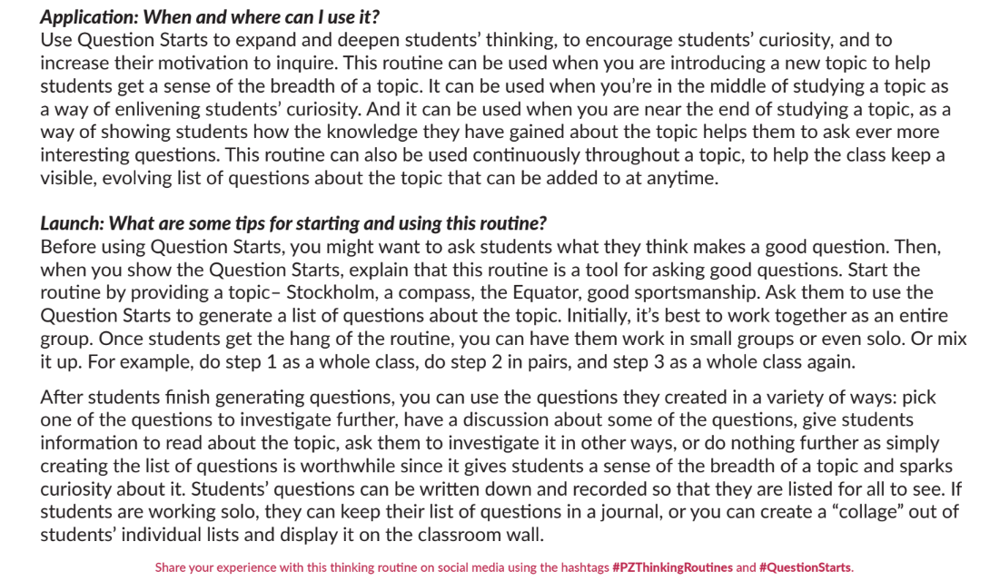 Application: When and where can I use it?
Use Question Starts to expand and deepen students’ thinking, to encourage students’ curiosity, and to
increase their motivation to inquire. This routine can be used when you are introducing a new topic to help
students get a sense of the breadth of a topic. It can be used when you’re in the middle of studying a topic as
a way of enlivening students’ curiosity. And it can be used when you are near the end of studying a topic, as a
way of showing students how the knowledge they have gained about the topic helps them to ask ever more
interesting questions. This routine can also be used continuously throughout a topic, to help the class keep a
visible, evolving list of questions about the topic that can be added to at anytime.
Launch: What are some tips for starting and using this routine?
Before using Question Starts, you might want to ask students what they think makes a good question. Then,
when you show the Question Starts, explain that this routine is a tool for asking good questions. Start the
routine by providing a topic– Stockholm, a compass, the Equator, good sportsmanship. Ask them to use the
Question Starts to generate a list of questions about the topic. Initially, it’s best to work together as an entire
group. Once students get the hang of the routine, you can have them work in small groups or even solo. Or mix
it up. For example, do step 1 as a whole class, do step 2 in pairs, and step 3 as a whole class again.
After students finish generating questions, you can use the questions they created in a variety of ways: pick
one of the questions to investigate further, have a discussion about some of the questions, give students
information to read about the topic, ask them to investigate it in other ways, or do nothing further as simply
creating the list of questions is worthwhile since it gives students a sense of the breadth of a topic and sparks
curiosity about it. Students’ questions can be written down and recorded so that they are listed for all to see. If
students are working solo, they can keep their list of questions in a journal, or you can create a “collage” out of
students’ individual lists and display it on the classroom wall.
Share your experience with this thinking routine on social media using the hashtags #PZThinkingRoutines and #QuestionStarts.